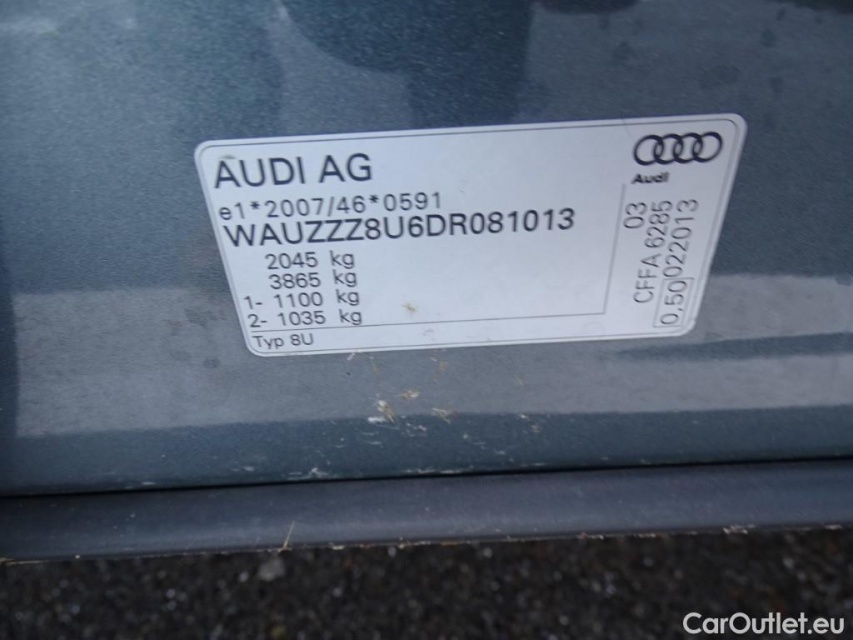 AUDI AG
Audi
e1*2007/46*0591
WAUZZZ8U6DR081013
2045 kg
3865 kg
1- 1100 kg
2- 1035 kg
Typ 8U
03
CFFA 6285
0,50 022013
CarOutlet.eu